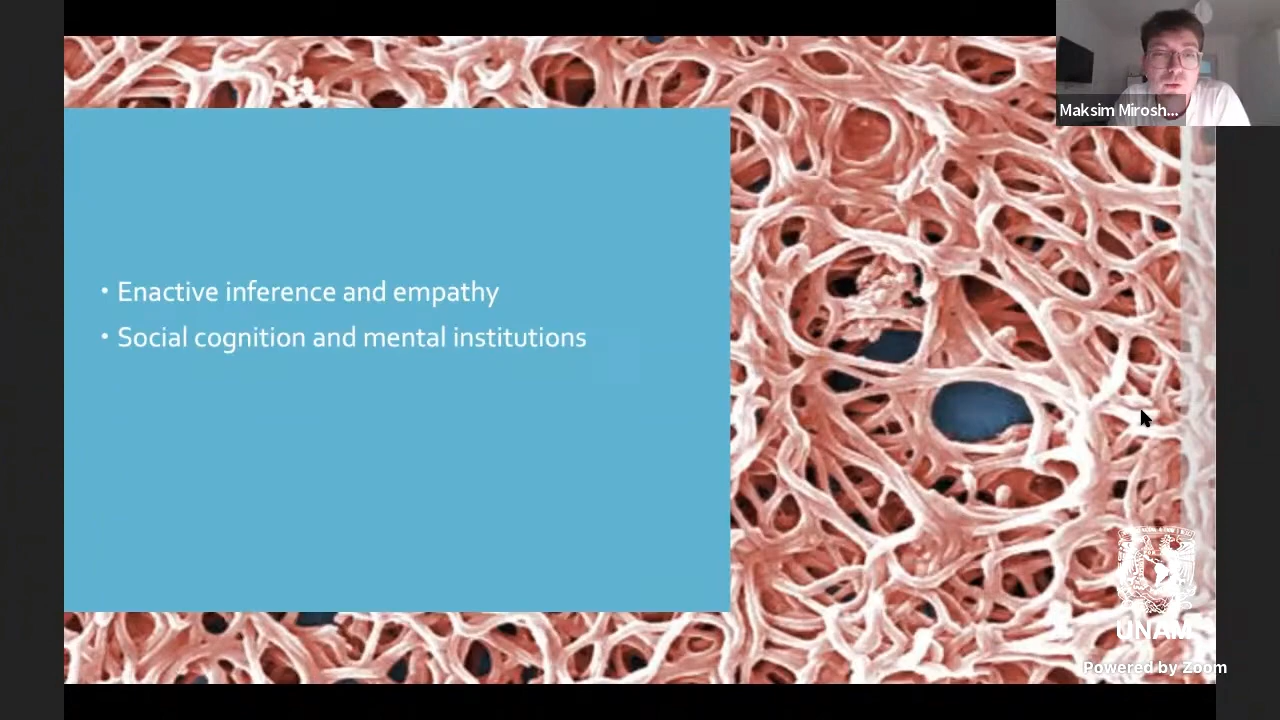 Maksim Mirosh...
• Enactive inference and empathy
• Social cognition and mental institutions
UNAM
Powered by Zoom